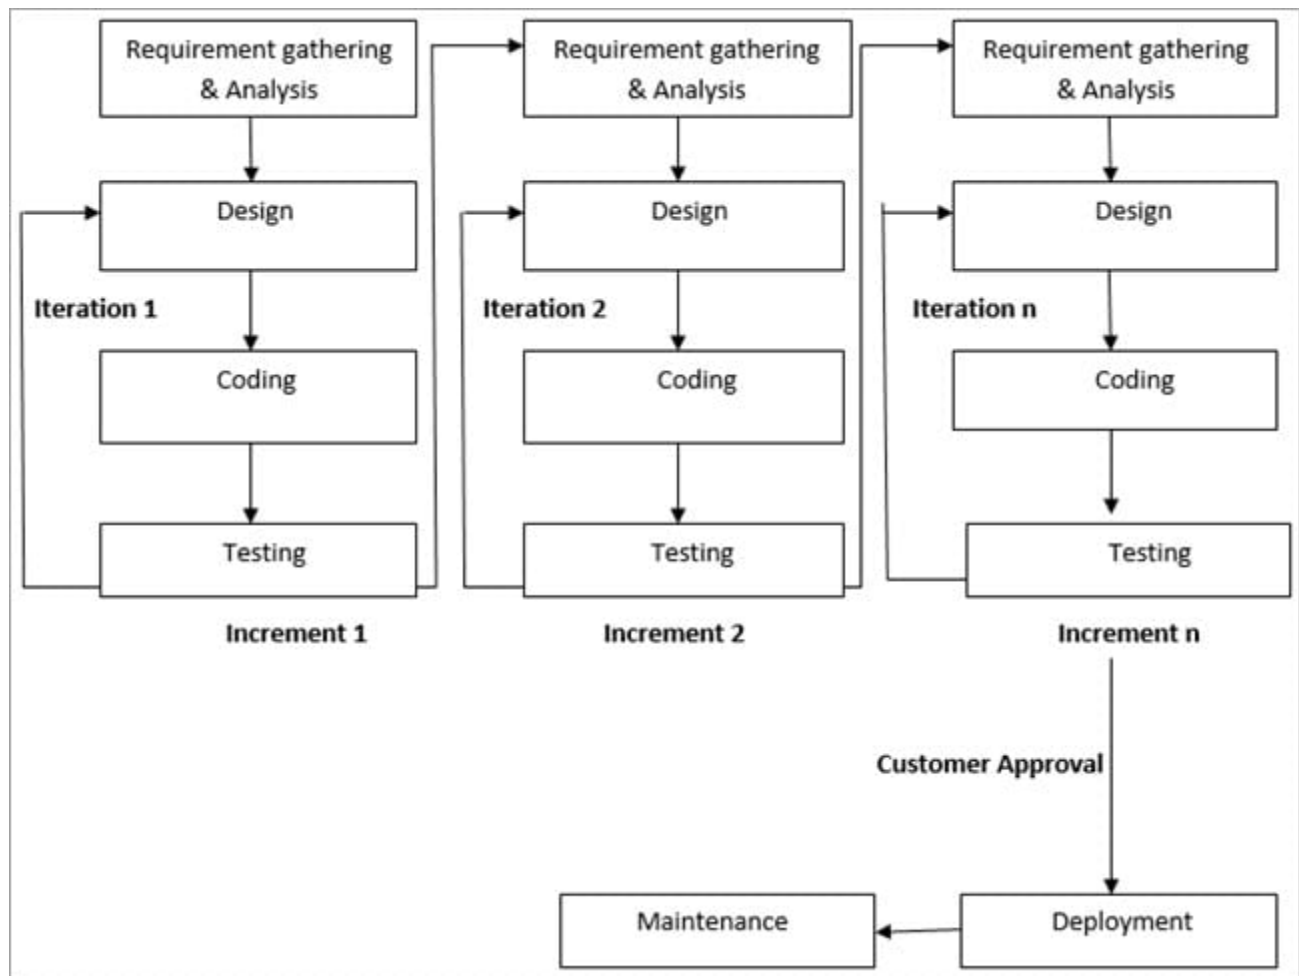 Requirement gathering
& Analysis
Requirement gathering
& Analysis
Requirement gathering
& Analysis
Design
Design
Design
Iteration 1
Iteration 2
Iteration n
Coding
Coding
Coding
Testing
Testing
Testing
Increment 1
Increment 2
Increment n
Customer Approval
Maintenance
Deployment